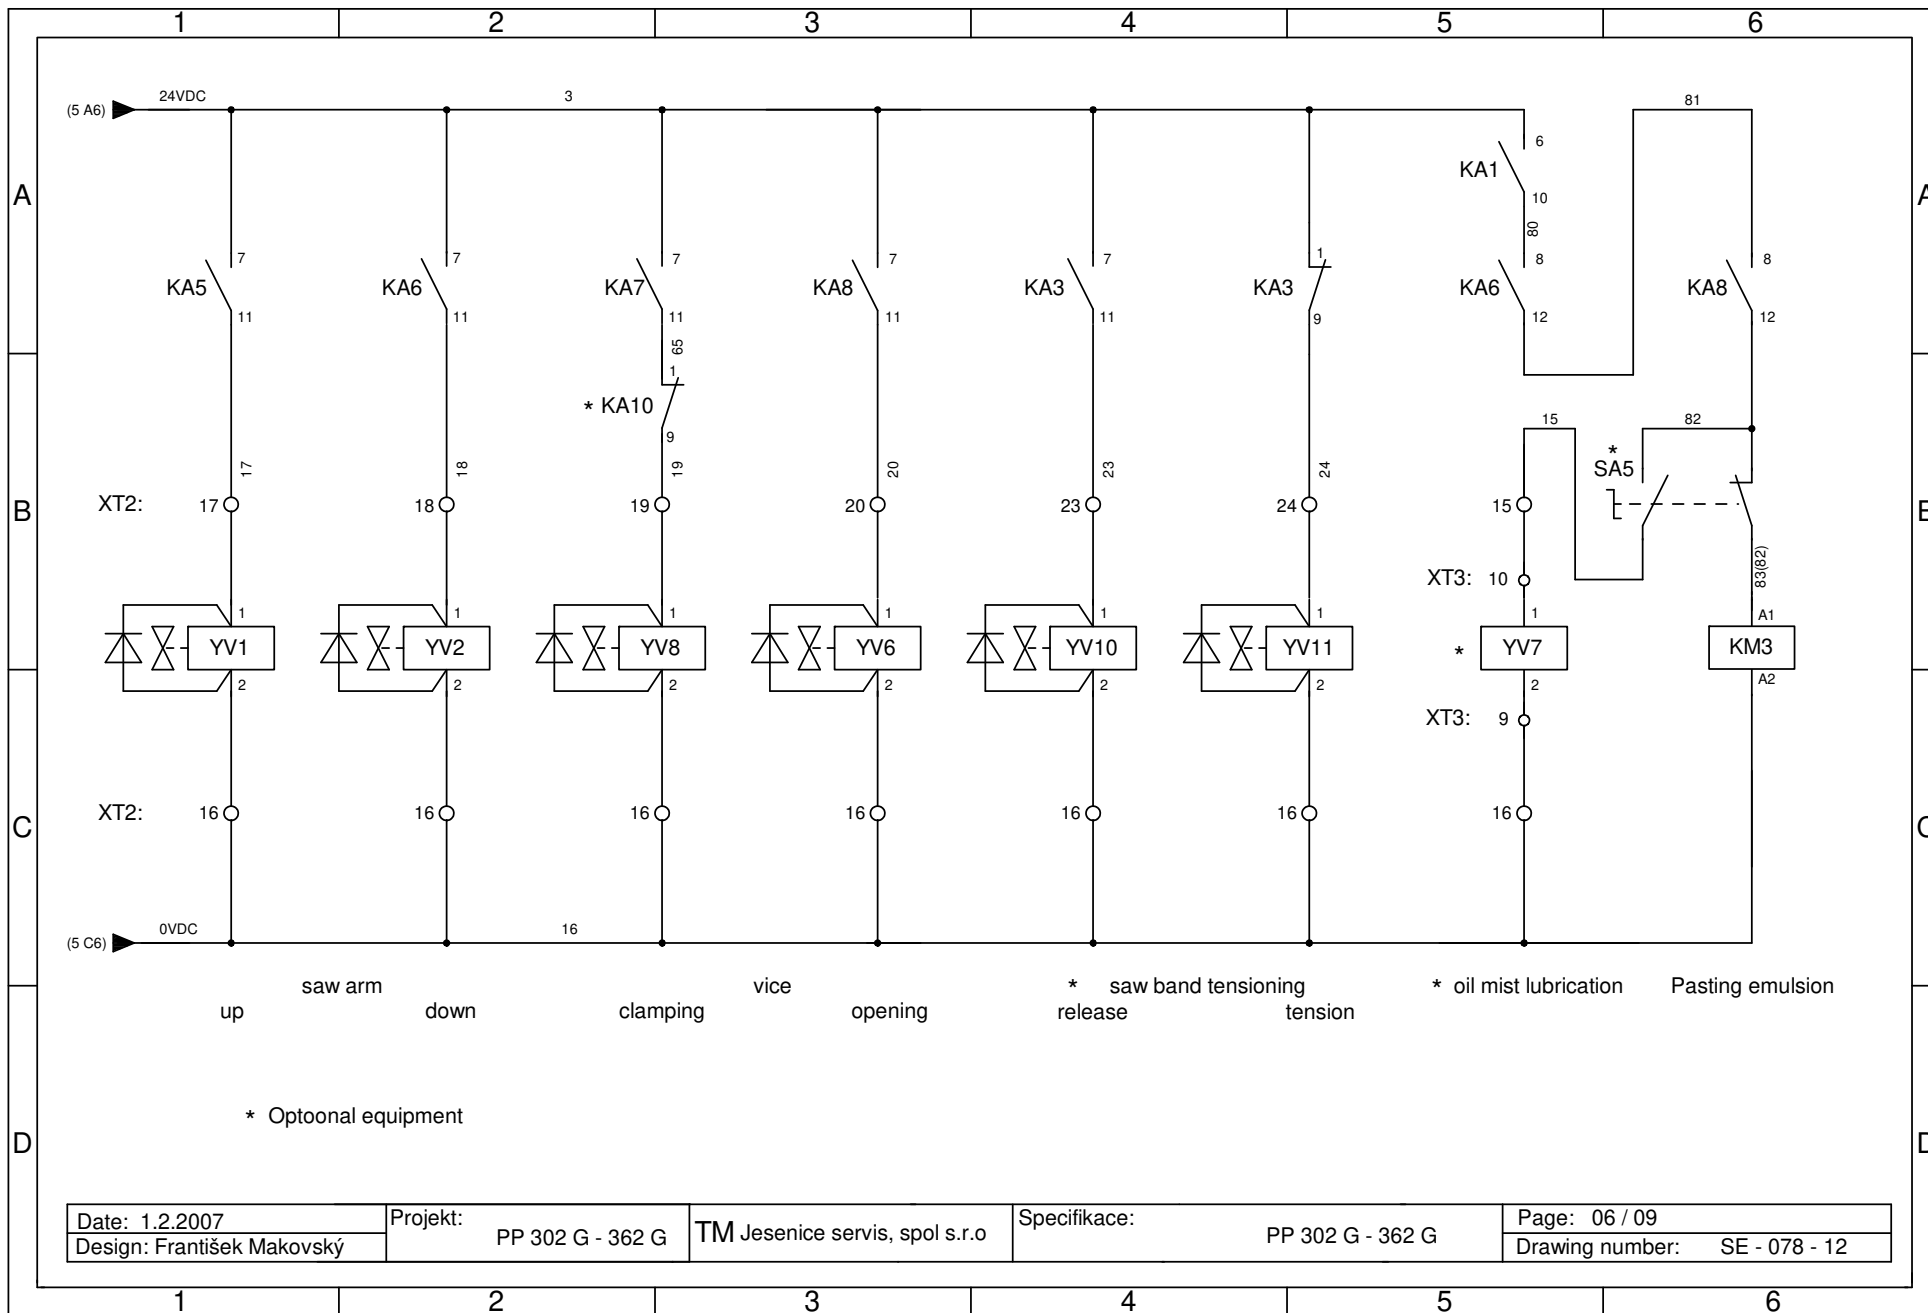 1 2 3 4 5 6
(5 A6) 24VDC 3 81
6
KA1
A A
10
80
7 7 7 7 7 1 8 8
KA5 KA6 KA7 KA8 KA3 KA3 KA6 KA8
11 11 11 11 11 9 12 12
65
1
* KA10
9
15 82
*
SA5
17 18 19 20 23 24
B XT2: 17 18 19 20 23 24 15
83(82)
XT3: 10
1 1 1 1 1 1 1 A1
YV1 YV2 YV8 YV6 YV10 YV11 * YV7 KM3
2 2 2 2 2 2 2 A2
XT3: 9
C XT2: 16 16 16 16 16 16 16
(5 C6) 0VDC 16
saw arm vice * saw band tensioning * oil mist lubrication Pasting emulsion
up down clamping opening release tension
* Optoonal equipment
D
Date: 1.2.2007 Projekt: PP 302 G - 362 G TM Jesenice servis, spol s.r.o Specifikace: PP 302 G - 362 G Page: 06 / 09
Design: František Makovský Drawing number: SE - 078 - 12
1 2 3 4 5 6